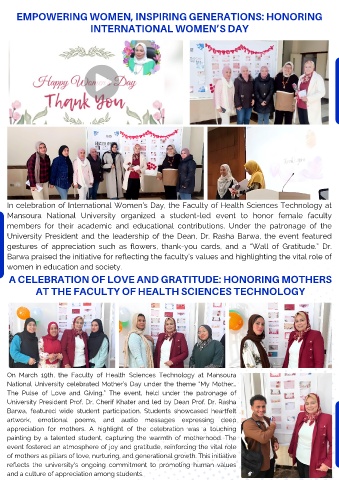 EMPOWERING WOMEN, INSPIRING GENERATIONS: HONORING
INTERNATIONAL WOMEN'S DAY
Happy Women's Day
Thank You
In celebration of International Women's Day, the Faculty of Health Sciences Technology at
Mansoura National University organized a student-led event to honor female faculty
members for their academic and educational contributions. Under the patronage of the
University President and the leadership of the Dean, Dr. Rasha Barwa, the event featured
gestures of appreciation such as flowers, thank-you cards, and a "Wall of Gratitude." Dr.
Barwa praised the initiative for reflecting the faculty's values and highlighting the vital role of
women in education and society.
A CELEBRATION OF LOVE AND GRATITUDE: HONORING MOTHERS
AT THE FACULTY OF HEALTH SCIENCES TECHNOLOGY
On March 19th, the Faculty of Health Sciences Technology at Mansoura
National University celebrated Mother's Day under the theme "My Mother...
The Pulse of Love and Giving." The event, held under the patronage of
University President Prof. Dr. Cherif Khater and led by Dean Prof. Dr. Rasha
Barwa, featured wide student participation. Students showcased heartfelt
artwork, emotional poems, and audio messages expressing deep
appreciation for mothers. A highlight of the celebration was a touching
painting by a talented student, capturing the warmth of motherhood. The
event fostered an atmosphere of joy and gratitude, reinforcing the vital role
of mothers as pillars of love, nurturing, and generational growth. This initiative
reflects the university's ongoing commitment to promoting human values
and a culture of appreciation among students.